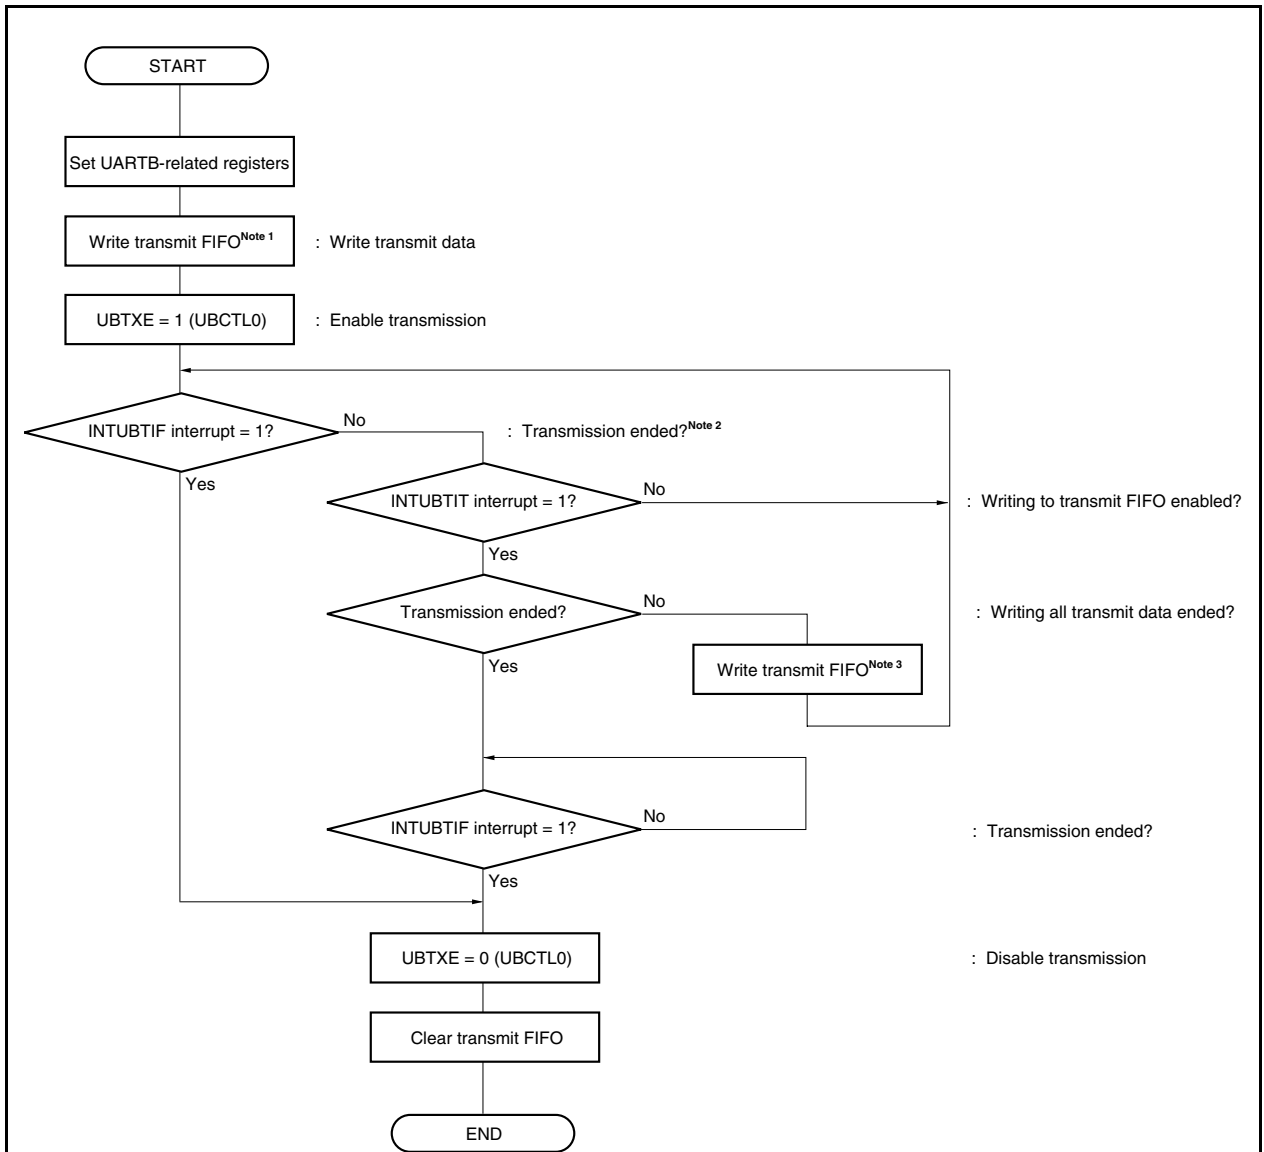 START
Set UARTB-related registers
Write transmit FIFONote 1 : Write transmit data
UBTXE = 1 (UBCTL0) : Enable transmission
INTUBTIF interrupt = 1? No : Transmission ended?Note 2
Yes
INTUBTIT interrupt = 1? No : Writing to transmit FIFO enabled?
Yes
Transmission ended? No : Writing all transmit data ended?
Yes
Write transmit FIFONote 3
INTUBTIF interrupt = 1? No : Transmission ended?
Yes
UBTXE = 0 (UBCTL0) : Disable transmission
Clear transmit FIFO
END